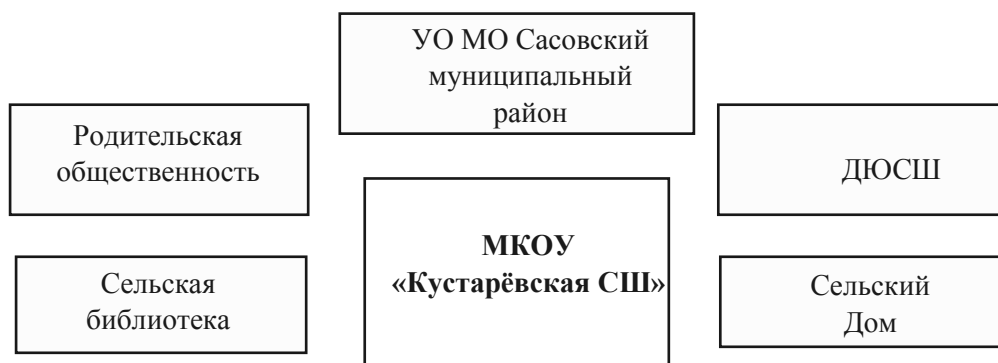 УО МО Сасовский
муниципальный
район
Родительская
общественность
ДЮСШ
МКОУ
«Кустарёвская СШ»
Сельская
библиотека
Сельский
Дом